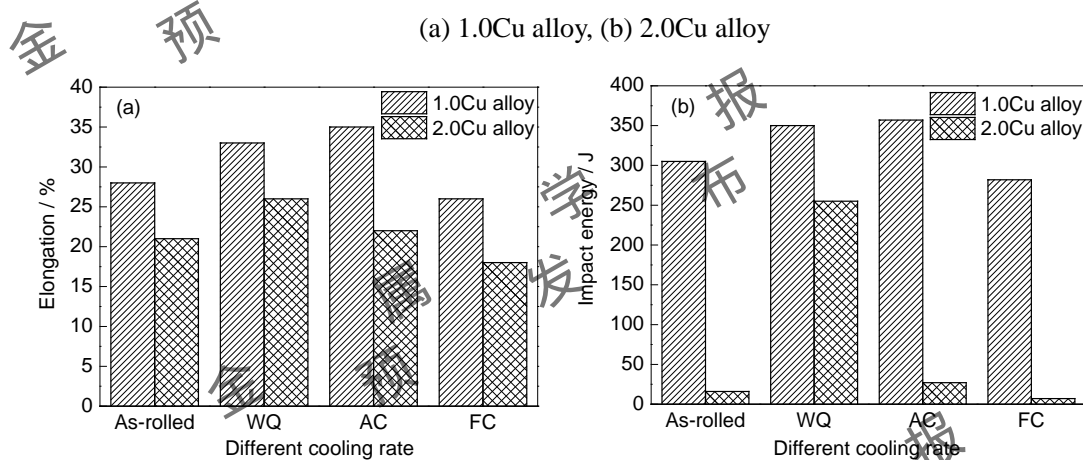 (a) 1.0Cu alloy, (b) 2.0Cu alloy
金 预
(a)
1.0Cu alloy
2.0Cu alloy
40
35
30
25
20
15
10
5
0
Elongation / %
As-rolled WQ AC FC
Different cooling rate
属
金 预
(b)
1.0Cu alloy
2.0Cu alloy
400
350
300
250
200
150
100
50
0
Impact energy / J
As-rolled WQ AC FC
Different cooling rate
报
布
学
发
报